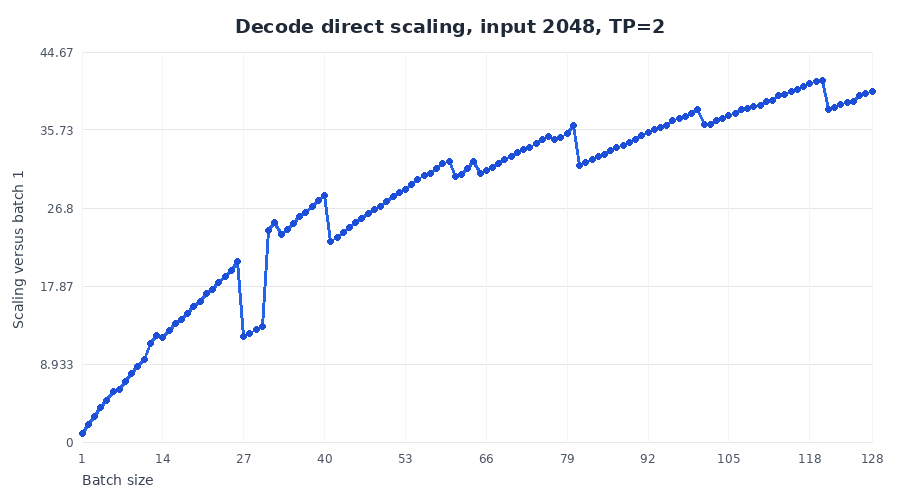 Decode direct scaling, input 2048, TP=2
44.67
35.73
26.8
17.87
8.933
0
Scaling versus batch 1
1 14 27 40 53 66 79 92 105 118 128
Batch size